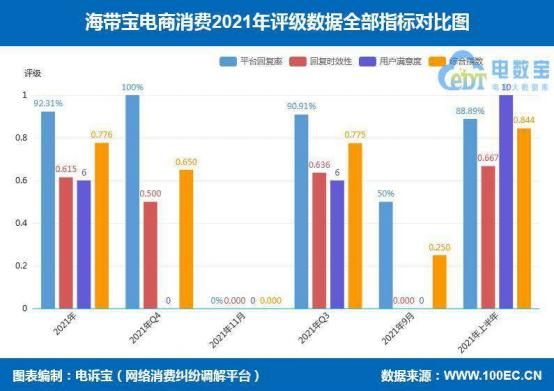 海带宝电商消费2021年评级数据全部指标对比图
平台回复率 回复时效性 用户满意度 综合指数
电数宝
电 大数据库
评级
1
0.8
0.6
0.4
0.2
0
92.31% 0.615 6 0.776
100% 0.500 0 0.650
0% 0.000 0 0.000
90.91% 0.636 6 0.775
50% 0.000 0 0.250
88.89% 0.667 10 0.844
2021年 2021年Q4 2021年11月 2021年Q3 2021年9月 2021年上半年
图表编制：电诉宝（网络消费纠纷调解平台）
数据来源：WWW.100EC.CN